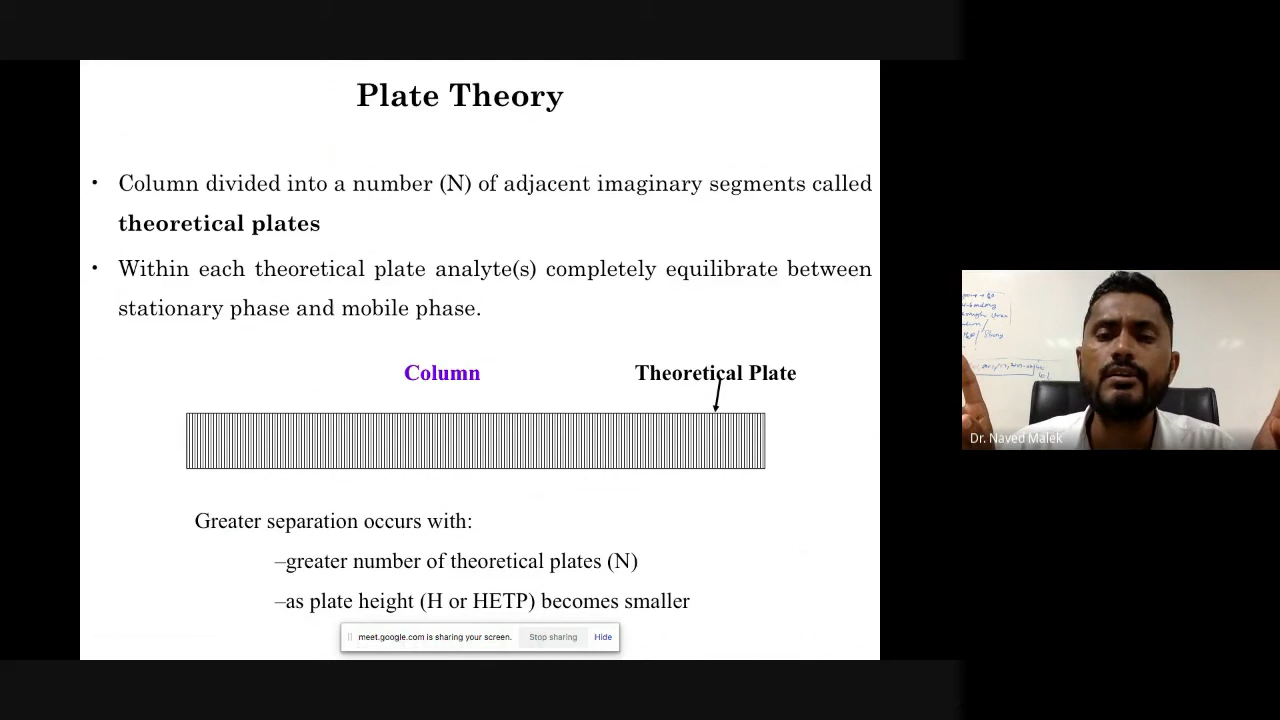 Plate Theory
• Column divided into a number (N) of adjacent imaginary segments called
theoretical plates
• Within each theoretical plate analyte(s) completely equilibrate between
stationary phase and mobile phase.
Column
Theoretical Plate
Greater separation occurs with:
–greater number of theoretical plates (N)
–as plate height (H or HETP) becomes smaller
meet.google.com is sharing your screen.
Stop sharing
Hide
Dr. Naved Malek